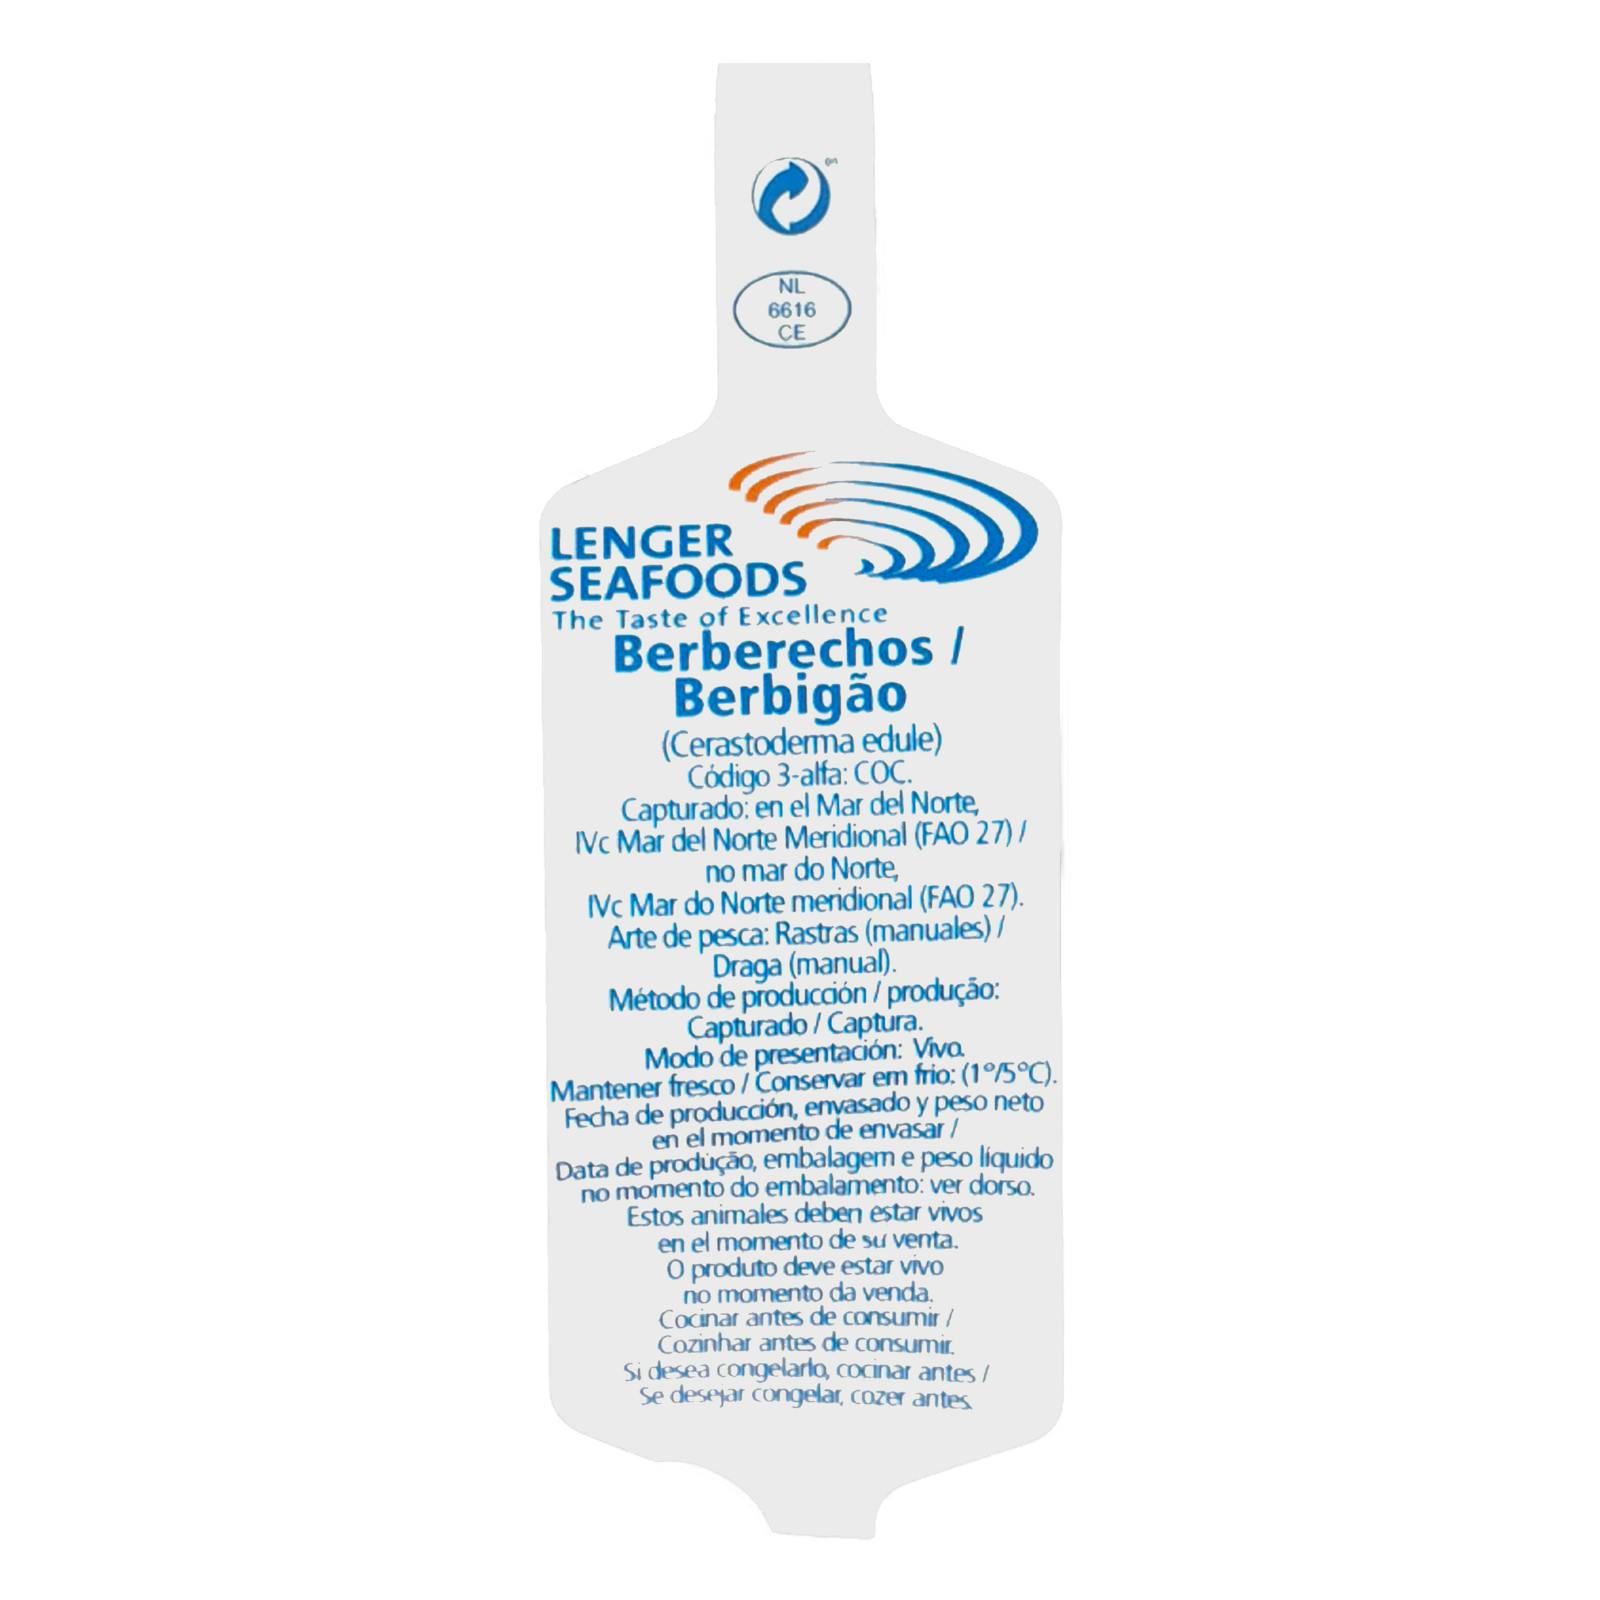 NL
6616
CE
LENGER
SEAFOODS
The Taste of Excellence
Berberechos /
Berbigão
(Cerastoderma edule)
Código 3-alfa: COC.
Capturado: en el Mar del Norte,
IVc Mar del Norte Meridional (FAO 27) /
no mar do Norte,
IVc Mar do Norte meridional (FAO 27).
Arte de pesca: Rastras (manuales) /
Draga (manual).
Método de producción / produção:
Capturado / Captura.
Modo de presentación: Vivo.
Mantener fresco / Conservar em frio: (1°/5°C).
Fecha de producción, envasado y peso neto
en el momento de envasar /
Data de produção, embalagem e peso líquido
no momento do embalamento: ver dorso.
Estos animales deben estar vivos
en el momento de su venta.
O produto deve estar vivo
no momento da venda.
Cocinar antes de consumir /
Cozinhar antes de consumir.
Si desea congelarlo, cocinar antes /
Se desejar congelar, cozer antes.